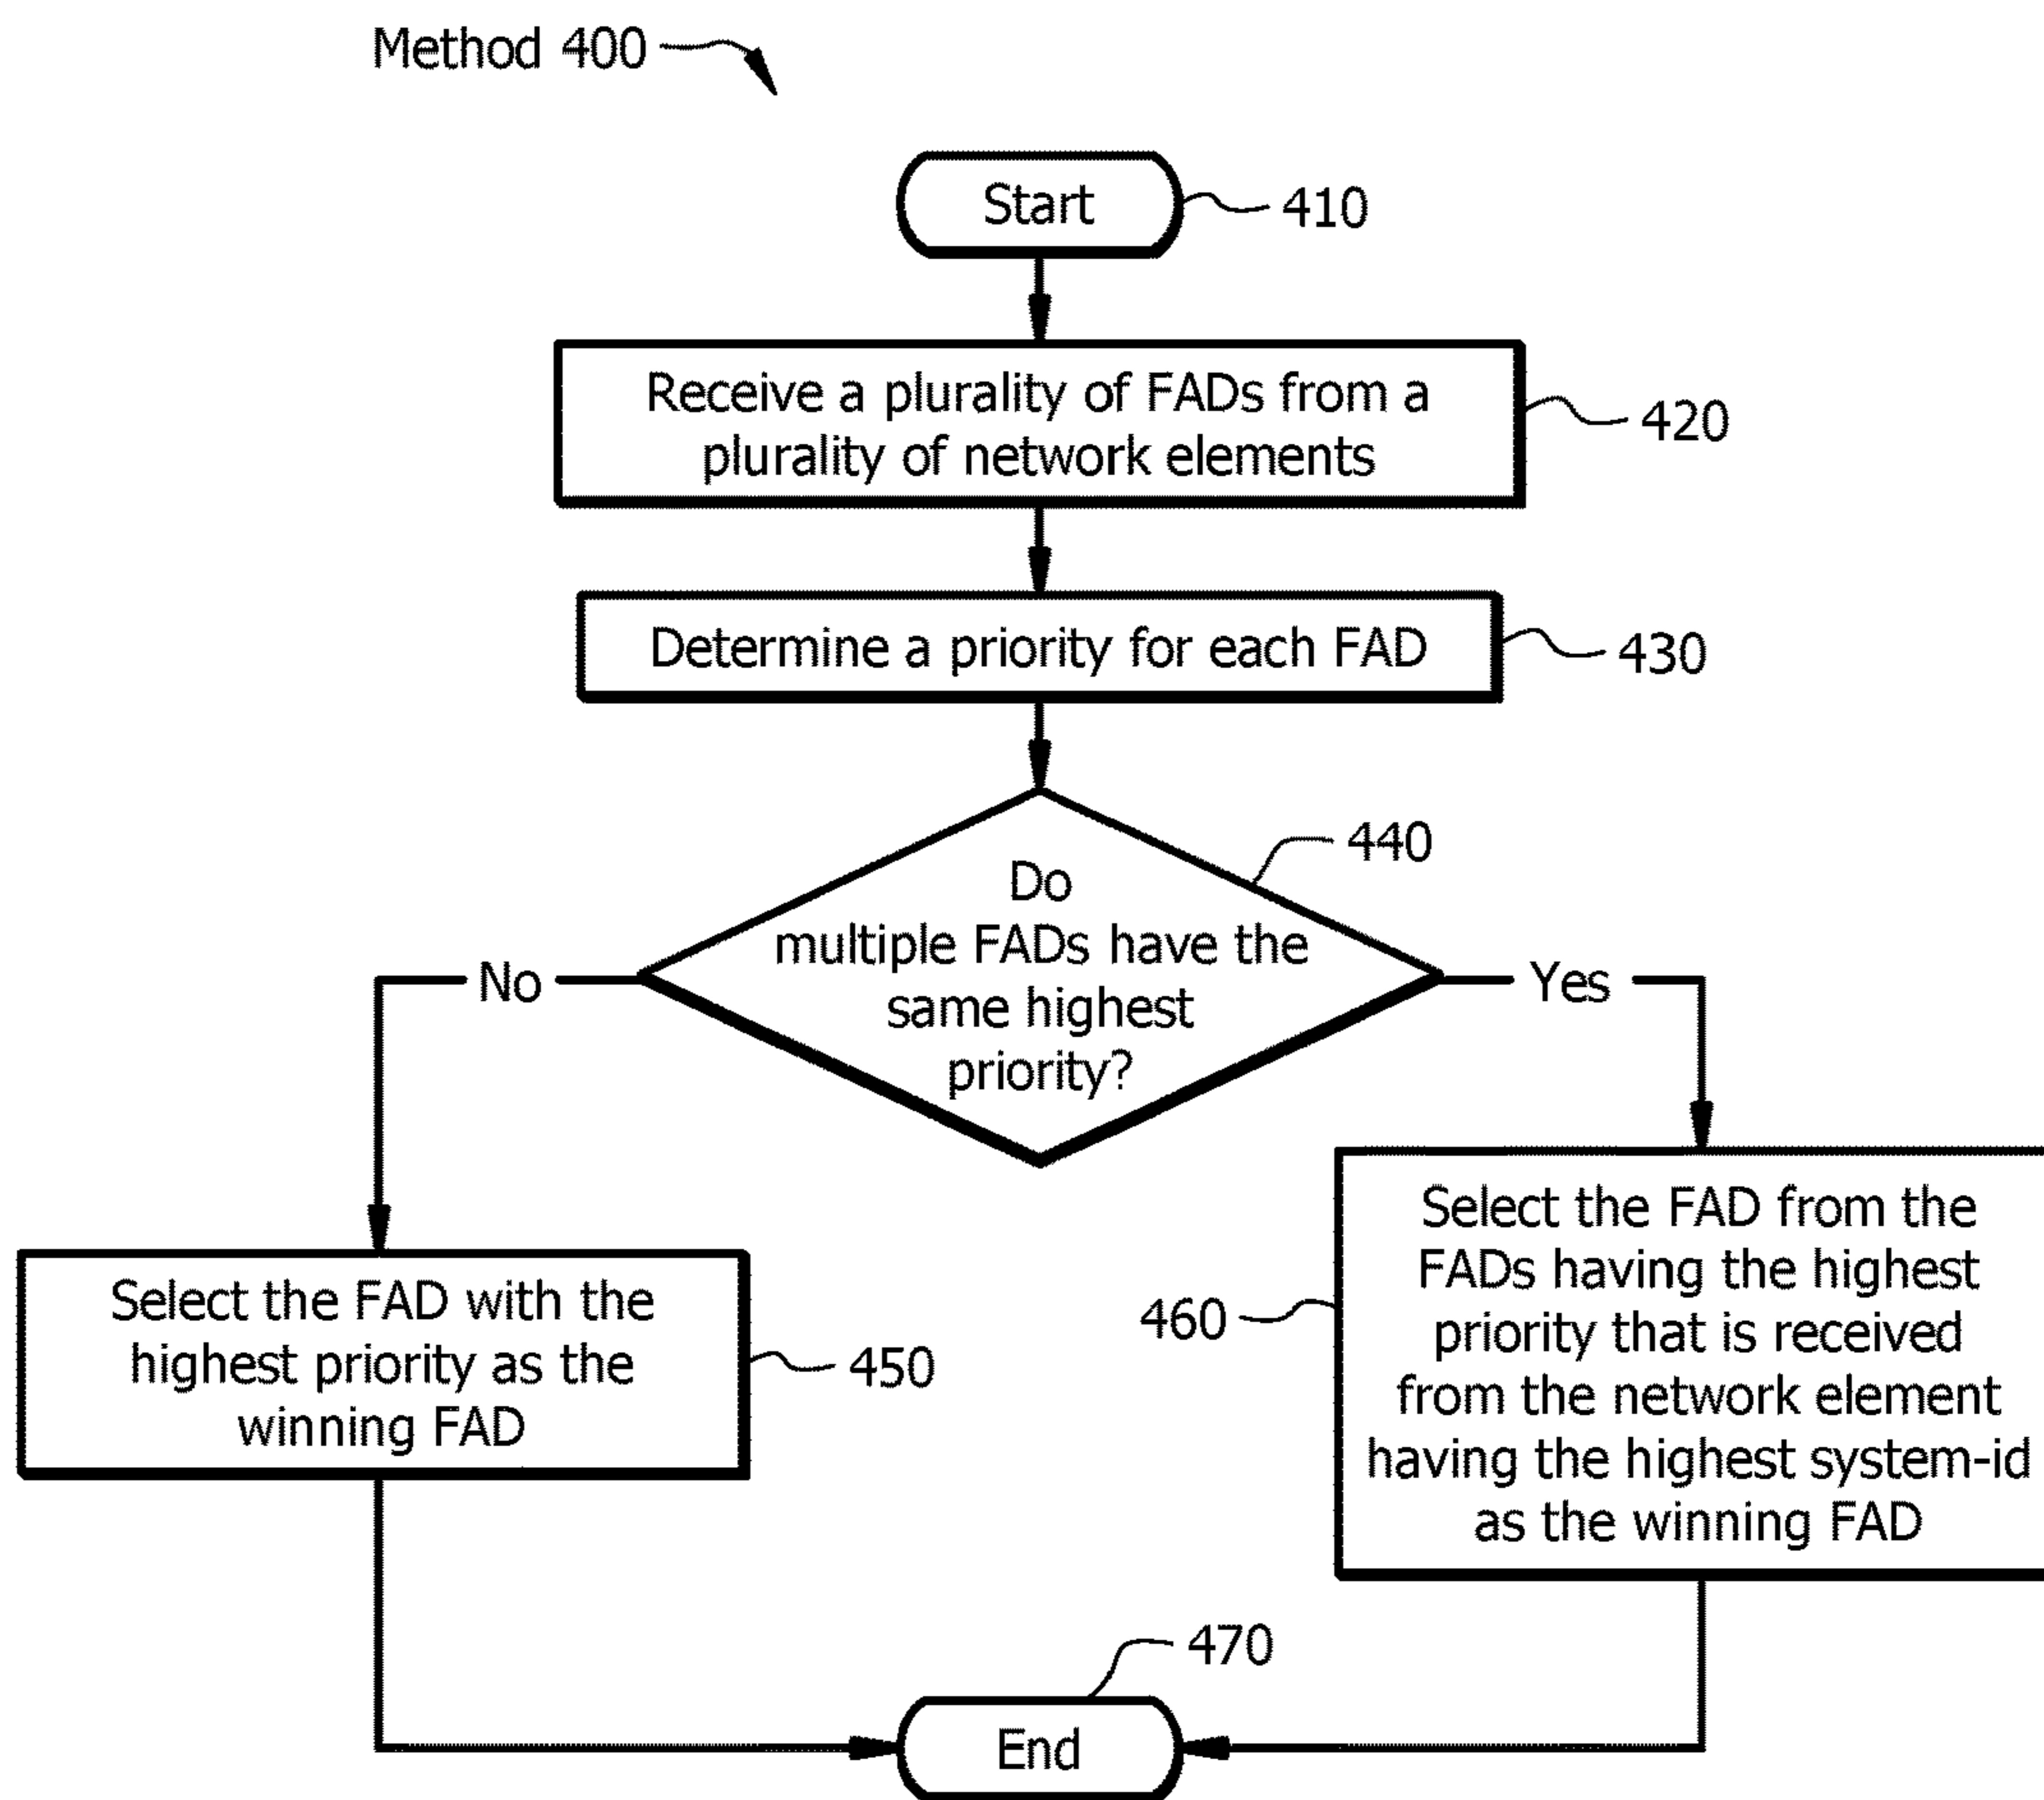 Method 400
Start
410
Receive a plurality of FADs from a
plurality of network elements
420
Determine a priority for each FAD
430
440
Do
multiple FADs have the
same highest
priority?
No
Yes
Select the FAD with the
highest priority as the
winning FAD
450
460
Select the FAD from the
FADs having the highest
priority that is received
from the network element
having the highest system-id
as the winning FAD
470
End